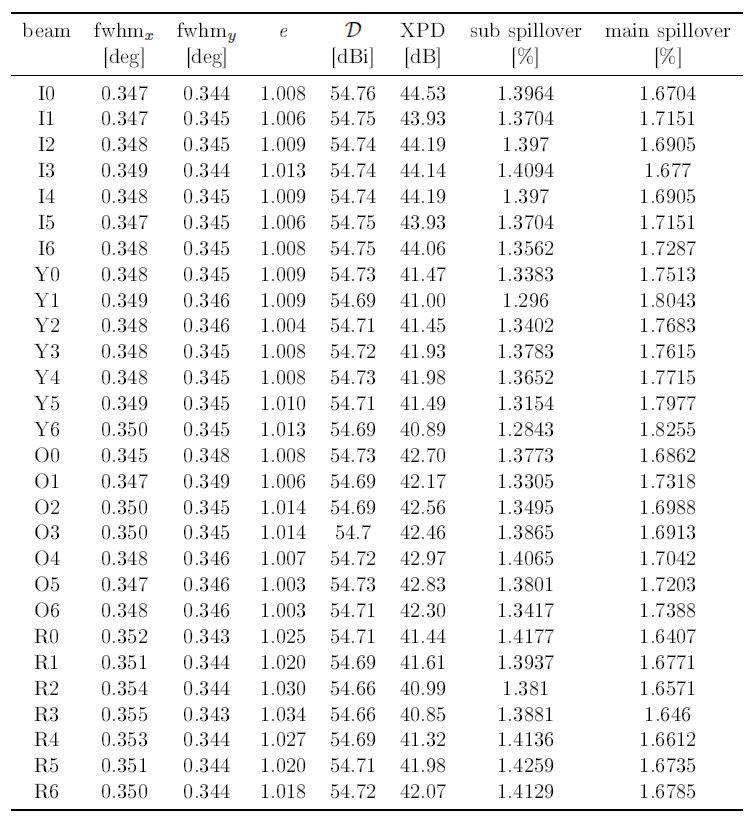 beam fwhmx fwhmy e D XPD sub spillover main spillover
[deg] [deg] [dBi] [dB] [%] [%]
I0 0.347 0.344 1.008 54.76 44.53 1.3964 1.6704
I1 0.347 0.345 1.006 54.75 43.93 1.3704 1.7151
I2 0.348 0.345 1.009 54.74 44.19 1.397 1.6905
I3 0.349 0.344 1.013 54.74 44.14 1.4094 1.677
I4 0.348 0.345 1.009 54.74 44.19 1.397 1.6905
I5 0.347 0.345 1.006 54.75 43.93 1.3704 1.7151
I6 0.348 0.345 1.008 54.75 44.06 1.3562 1.7287
Y0 0.348 0.345 1.009 54.73 41.47 1.3383 1.7513
Y1 0.349 0.346 1.009 54.69 41.00 1.296 1.8043
Y2 0.348 0.346 1.004 54.71 41.45 1.3402 1.7683
Y3 0.348 0.345 1.008 54.72 41.93 1.3783 1.7615
Y4 0.348 0.345 1.008 54.73 41.98 1.3652 1.7715
Y5 0.349 0.345 1.010 54.71 41.49 1.3154 1.7977
Y6 0.350 0.345 1.013 54.69 40.89 1.2843 1.8255
O0 0.345 0.348 1.008 54.73 42.70 1.3773 1.6862
O1 0.347 0.349 1.006 54.69 42.17 1.3305 1.7318
O2 0.350 0.345 1.014 54.69 42.56 1.3495 1.6988
O3 0.350 0.345 1.014 54.7 42.46 1.3865 1.6913
O4 0.348 0.346 1.007 54.72 42.97 1.4065 1.7042
O5 0.347 0.346 1.003 54.73 42.83 1.3801 1.7203
O6 0.348 0.346 1.003 54.71 42.30 1.3417 1.7388
R0 0.352 0.343 1.025 54.71 41.44 1.4177 1.6407
R1 0.351 0.344 1.020 54.69 41.61 1.3937 1.6771
R2 0.354 0.344 1.030 54.66 40.99 1.381 1.6571
R3 0.355 0.343 1.034 54.66 40.85 1.3881 1.646
R4 0.353 0.344 1.027 54.69 41.32 1.4136 1.6612
R5 0.351 0.344 1.020 54.71 41.98 1.4259 1.6735
R6 0.350 0.344 1.018 54.72 42.07 1.4129 1.6785